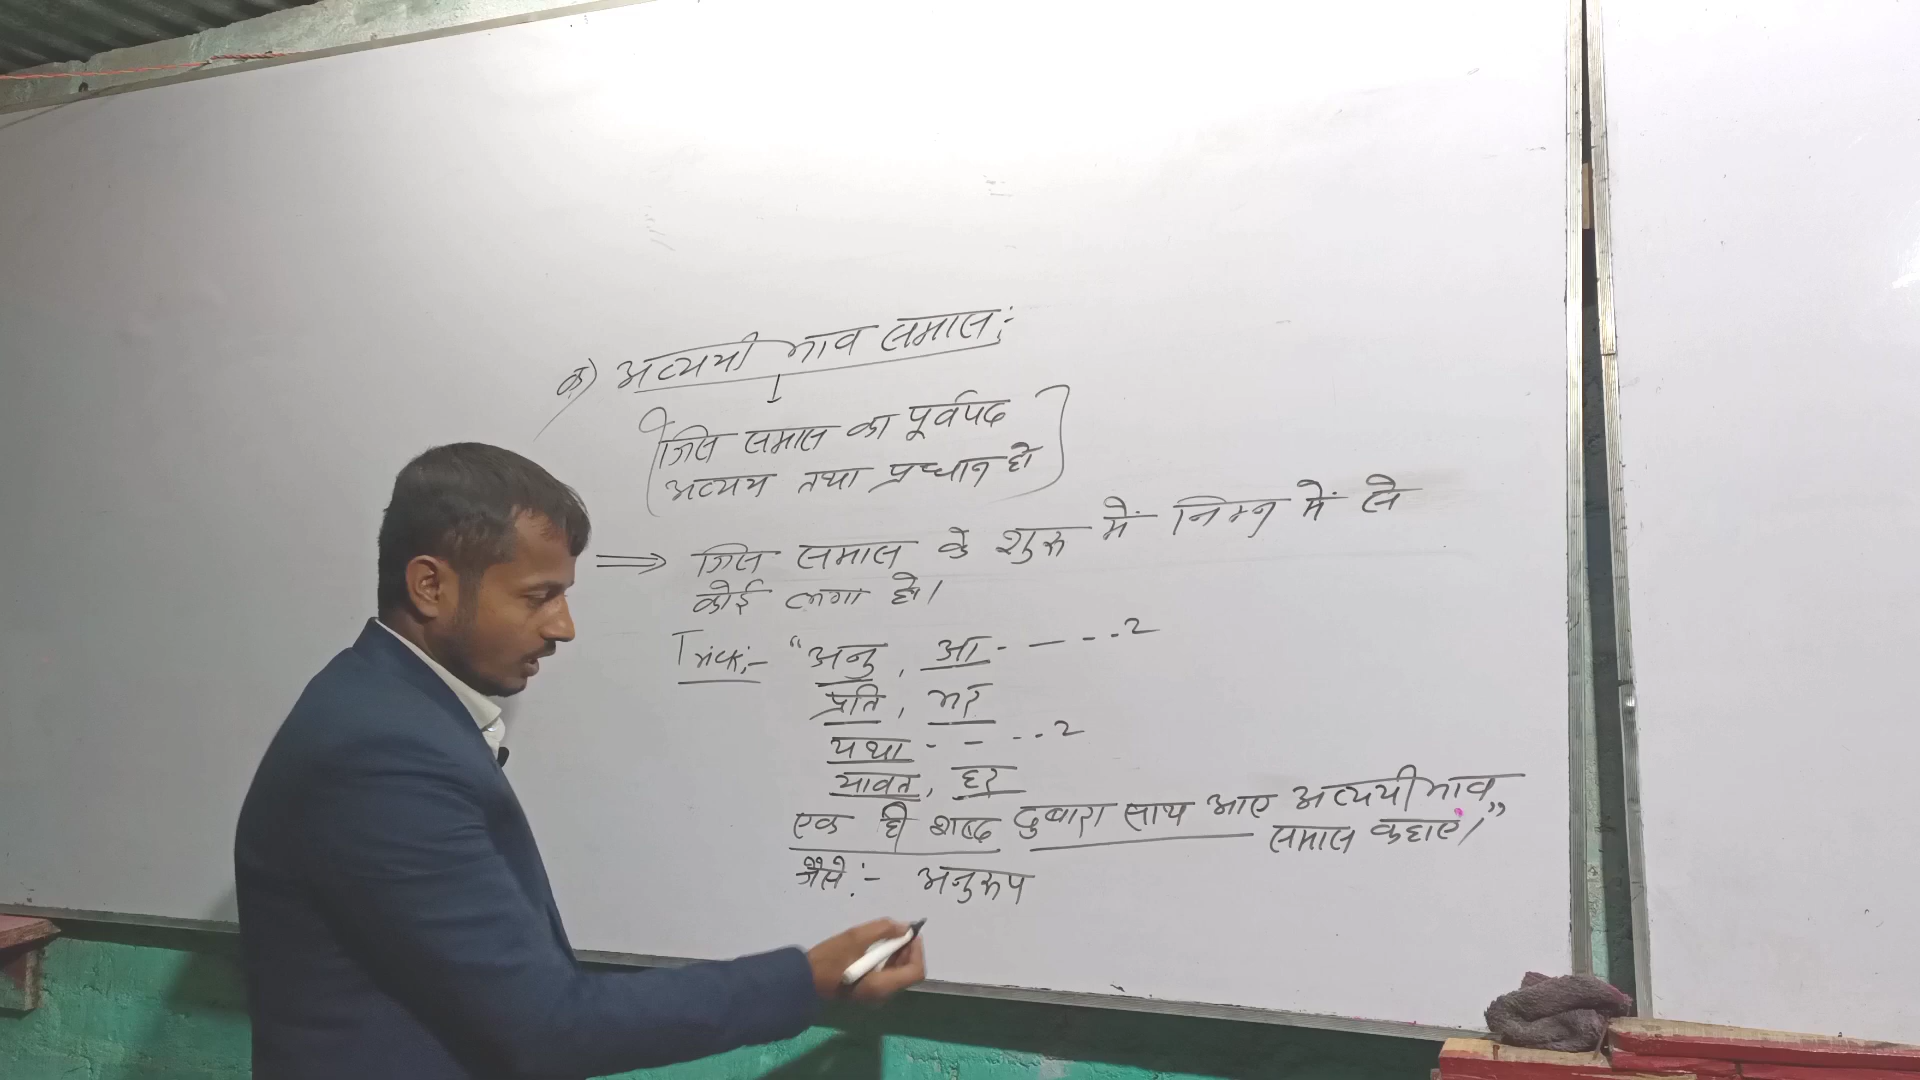 क) अव्ययी भाव समास:-
जिस समास का पूर्वपद
अव्यय तथा प्रधान हो
⇒ जिस समास के शुरू में निम्न में से
कोई लगा हो।
Trick:- "अनु, आ - — - - . . 2
प्रति, भर
यथा - - - . . 2
यावत, हर
एक ही शब्द दुबारा साथ आए अव्ययीभाव
समास कहाएं।"
जैसे:- अनुरूप